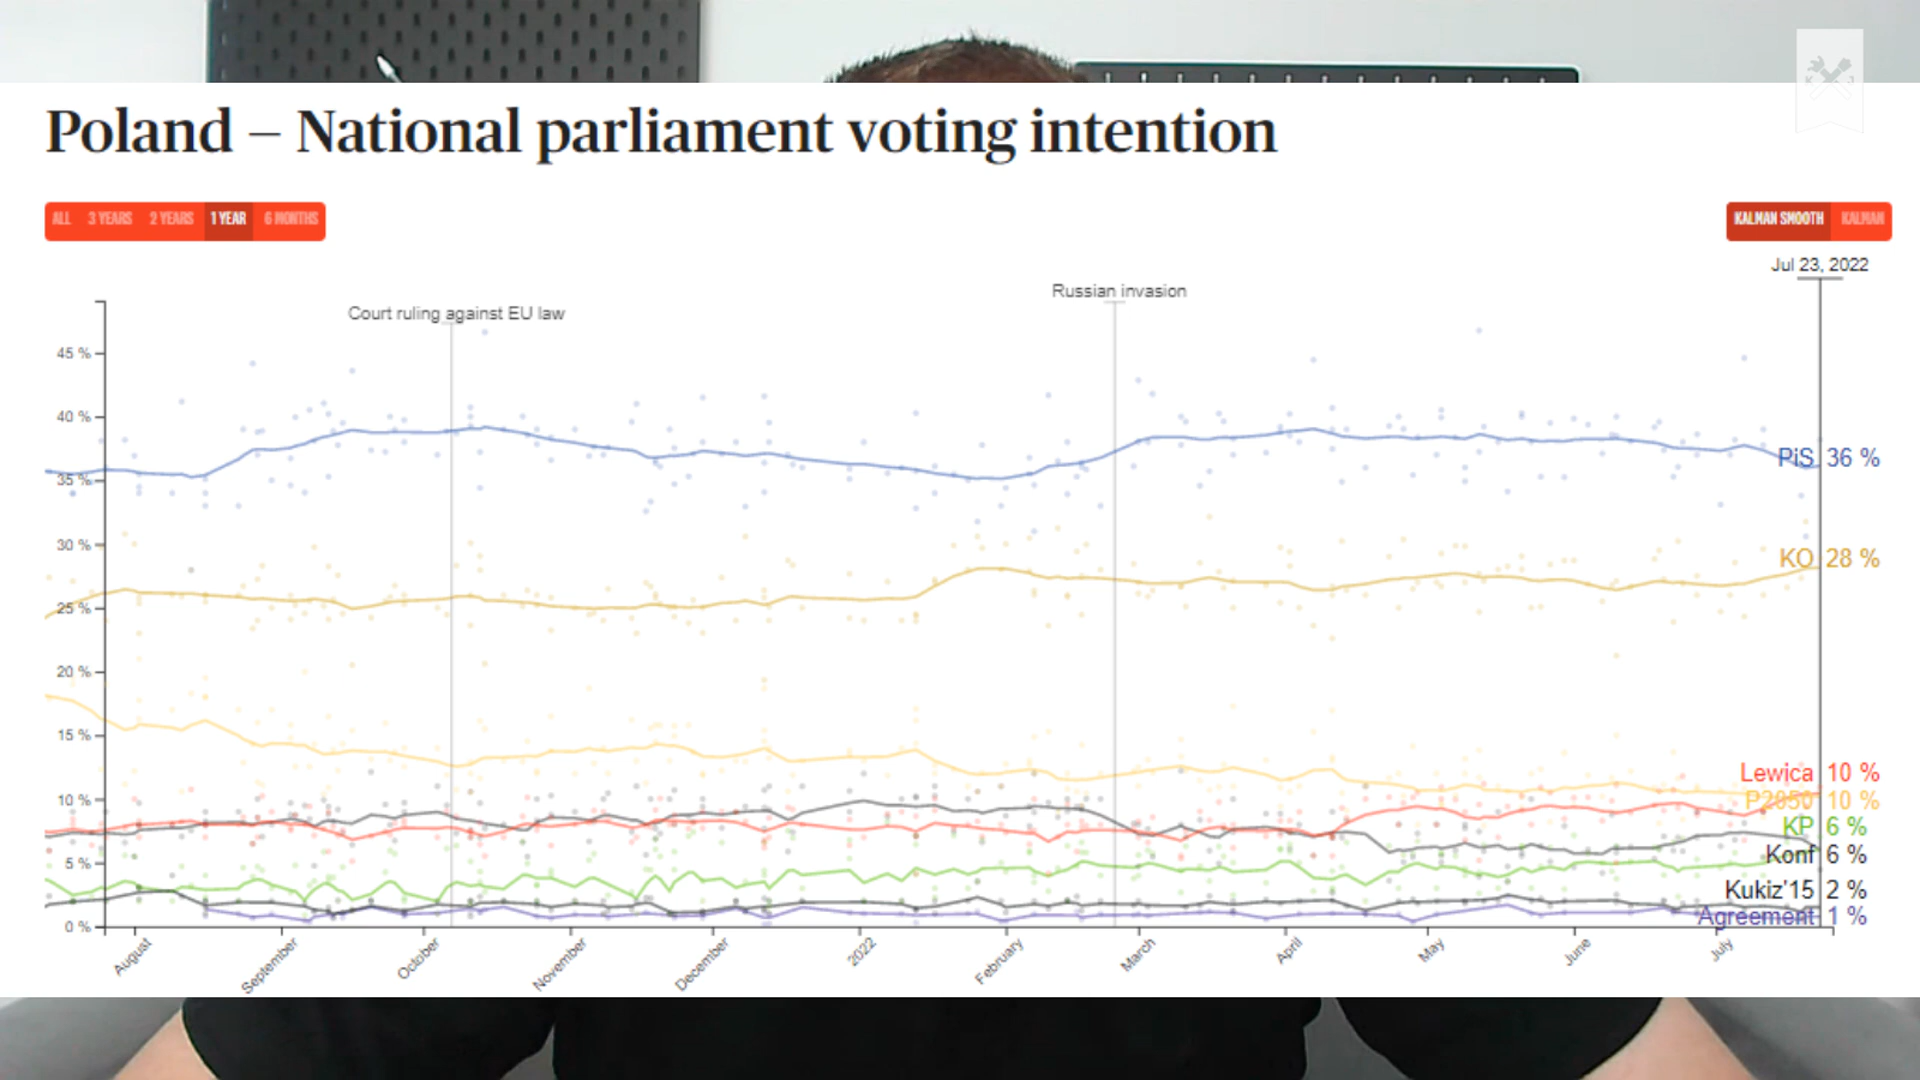 K J
Poland – National parliament voting intention
ALL 3 YEARS 2 YEARS 1 YEAR 6 MONTHS
KALMAN SMOOTH KALMAN
Jul 23, 2022
Russian invasion
Court ruling against EU law
45 %
40 %
35 %
30 %
25 %
20 %
15 %
10 %
5 %
0 %
PiS 36 %
KO 28 %
Lewica 10 %
P2050 10 %
KP 6 %
Konf 6 %
Kukiz'15 2 %
Agreement 1 %
August
September
October
November
December
2022
February
March
April
May
June
July